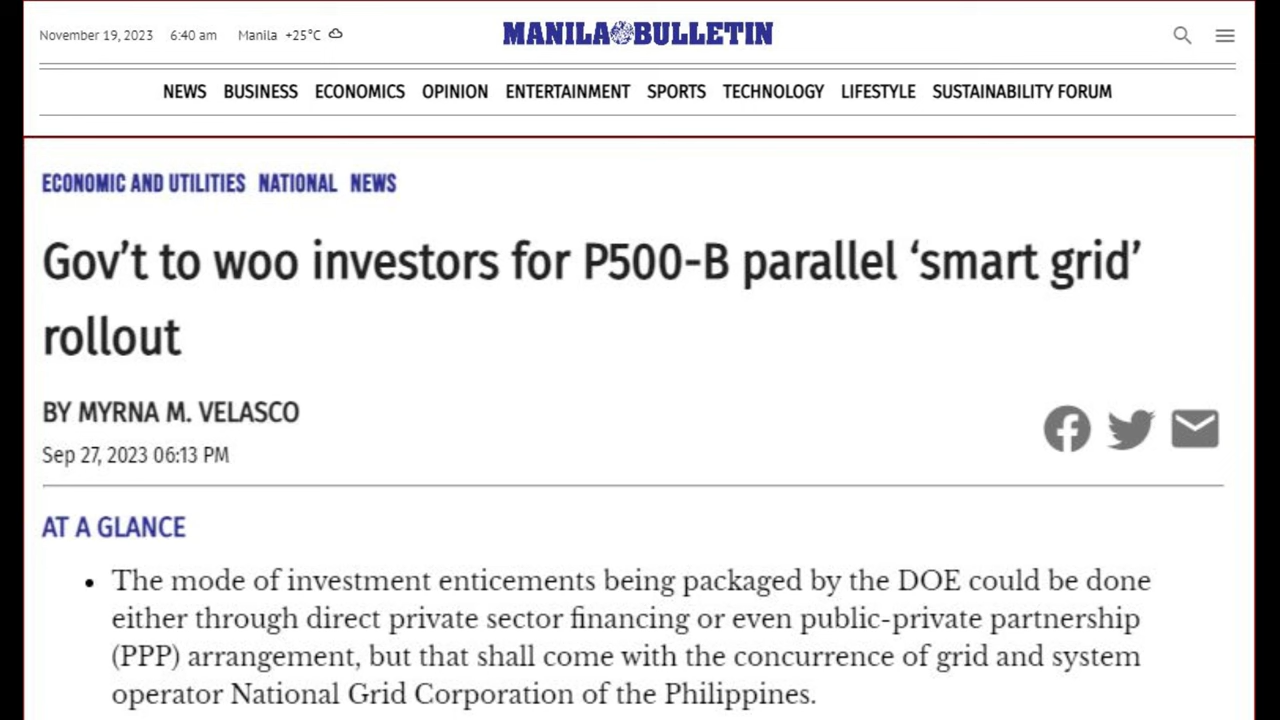 November 19, 2023 6:40 am Manila +25°C
MANILA BULLETIN
NEWS BUSINESS ECONOMICS OPINION ENTERTAINMENT SPORTS TECHNOLOGY LIFESTYLE SUSTAINABILITY FORUM
ECONOMIC AND UTILITIES NATIONAL NEWS
Gov’t to woo investors for P500-B parallel ‘smart grid’
rollout
BY MYRNA M. VELASCO
Sep 27, 2023 06:13 PM
AT A GLANCE
• The mode of investment enticements being packaged by the DOE could be done
either through direct private sector financing or even public-private partnership
(PPP) arrangement, but that shall come with the concurrence of grid and system
operator National Grid Corporation of the Philippines.